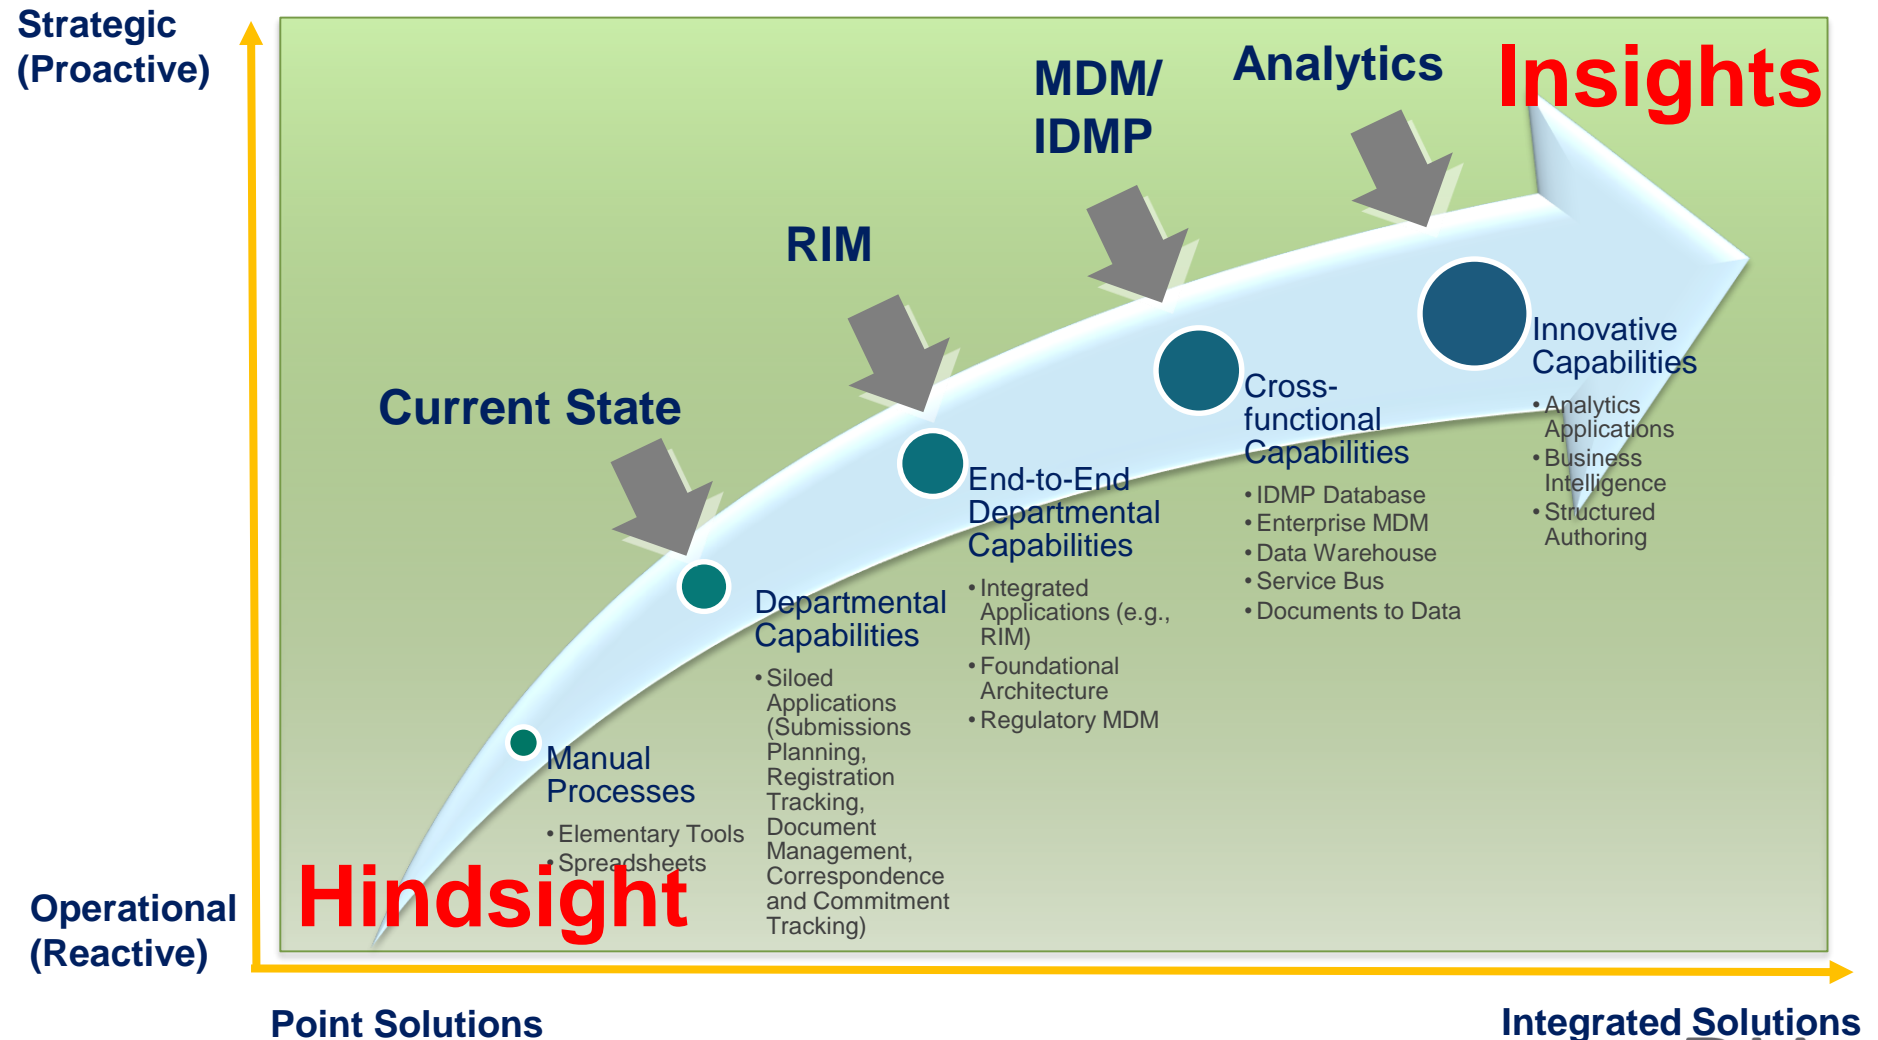 Strategic
(Proactive)
MDM/
IDMP
Analytics
Insights
RIM
Current State
Innovative
Capabilities
• Analytics
Applications
• Business
Intelligence
• Structured
Authoring
Cross-
functional
Capabilities
• IDMP Database
• Enterprise MDM
• Data Warehouse
• Service Bus
• Documents to Data
End-to-End
Departmental
Capabilities
• Integrated
Applications (e.g.,
RIM)
• Foundational
Architecture
• Regulatory MDM
Departmental
Capabilities
• Siloed
Applications
(Submissions
Planning,
Registration
Tracking,
Document
Management,
Correspondence
and Commitment
Tracking)
Manual
Processes
• Elementary Tools
• Spreadsheets
Hindsight
Operational
(Reactive)
Point Solutions
Integrated Solutions